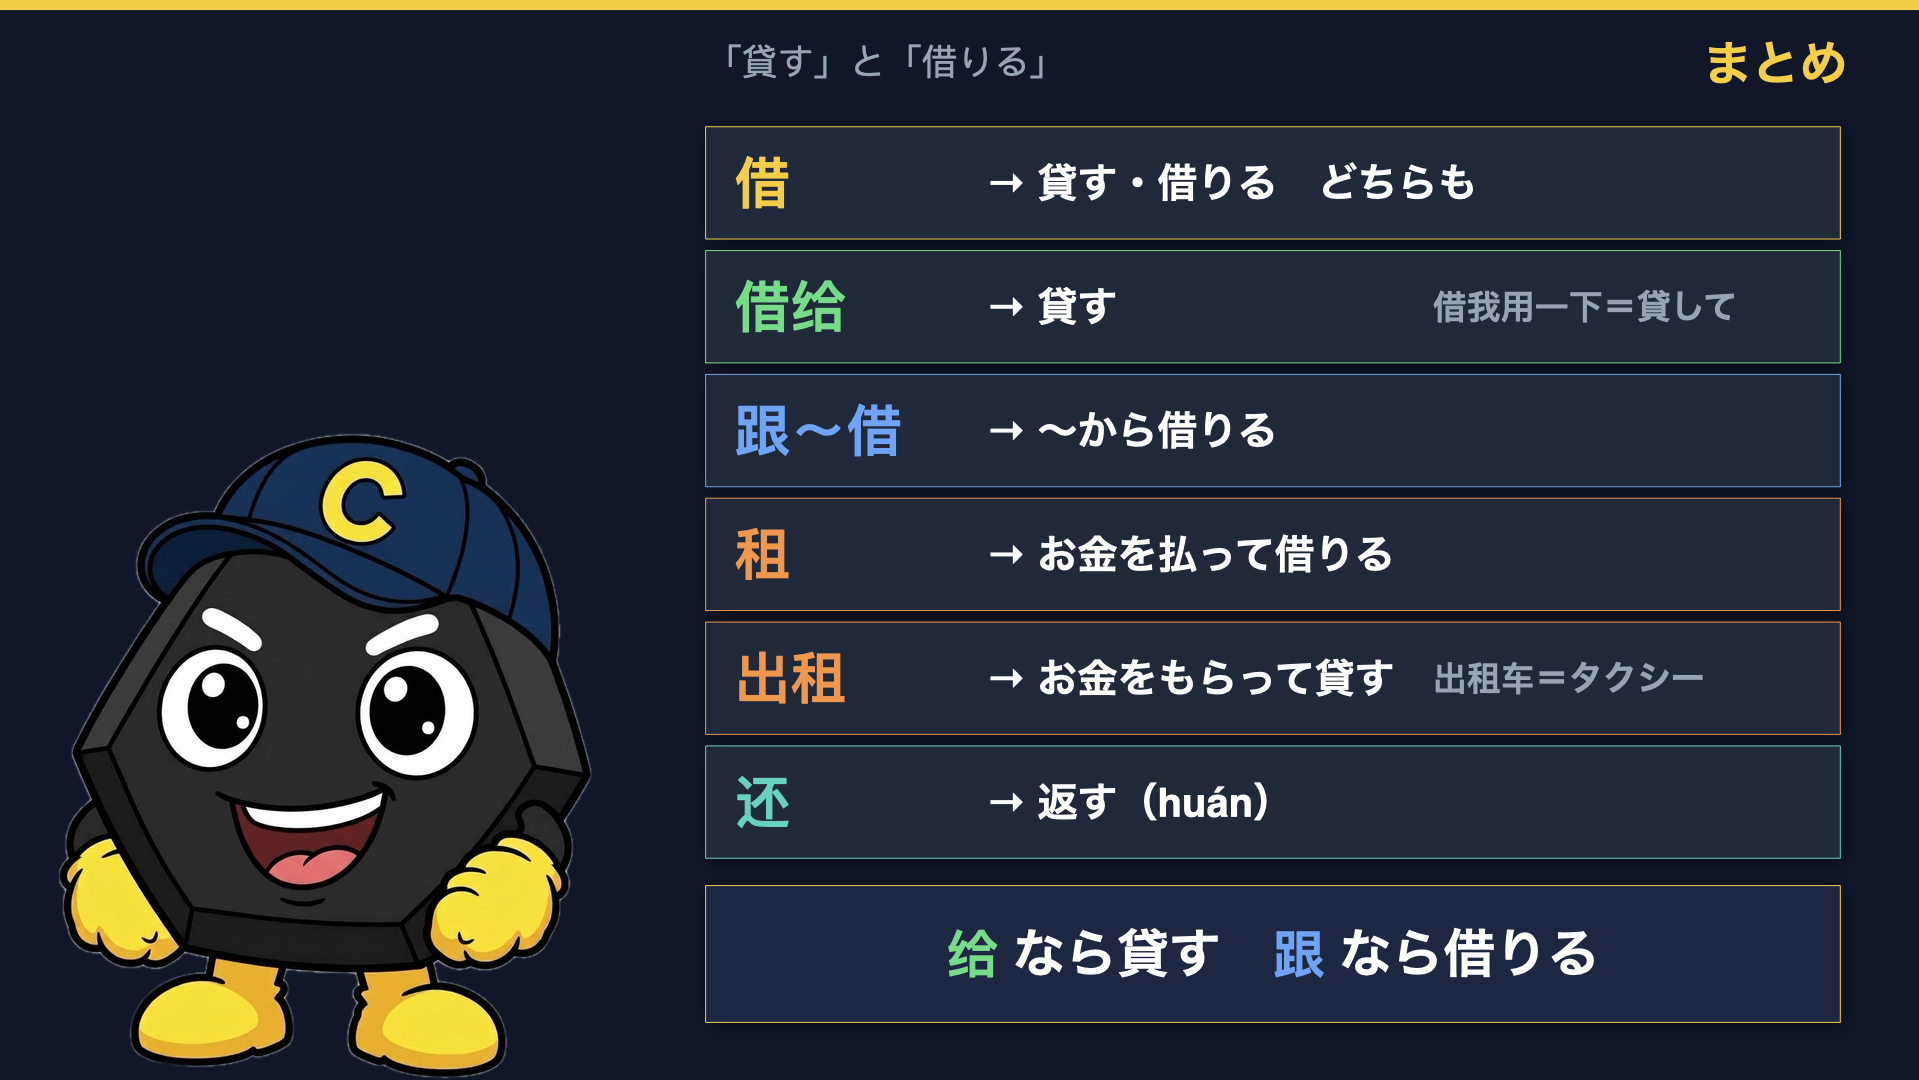 「貸す」と「借りる」
まとめ
借 → 貸す・借りる　どちらも
借给 → 貸す 借我用一下＝貸して
跟～借 → ～から借りる
租 → お金を払って借りる
出租 → お金をもらって貸す 出租车＝タクシー
还 → 返す（huán）
给 なら貸す　跟 なら借りる
C